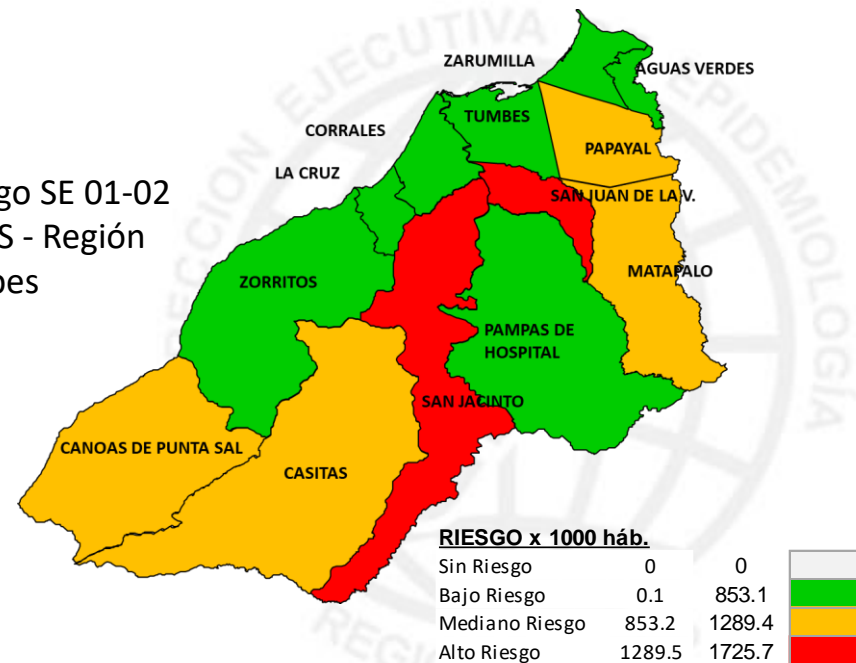 ZARUMILLA
AGUAS VERDES
TUMBES
CORRALES
PAPAYAL
LA CRUZ
go SE 01-02
SAN JUAN DE LA V.
S - Región
bes
MATAPALO
ZORRITOS
PAMPAS DE
HOSPITAL
SAN JACINTO
CANOAS DE PUNTA SAL
CASITAS
RIESGO x 1000 háb.
Sin Riesgo 0 0
Bajo Riesgo 0.1 853.1
Mediano Riesgo 853.2 1289.4
Alto Riesgo 1289.5 1725.7
EJECUTIVA
EPIDEMIOLOGÍA